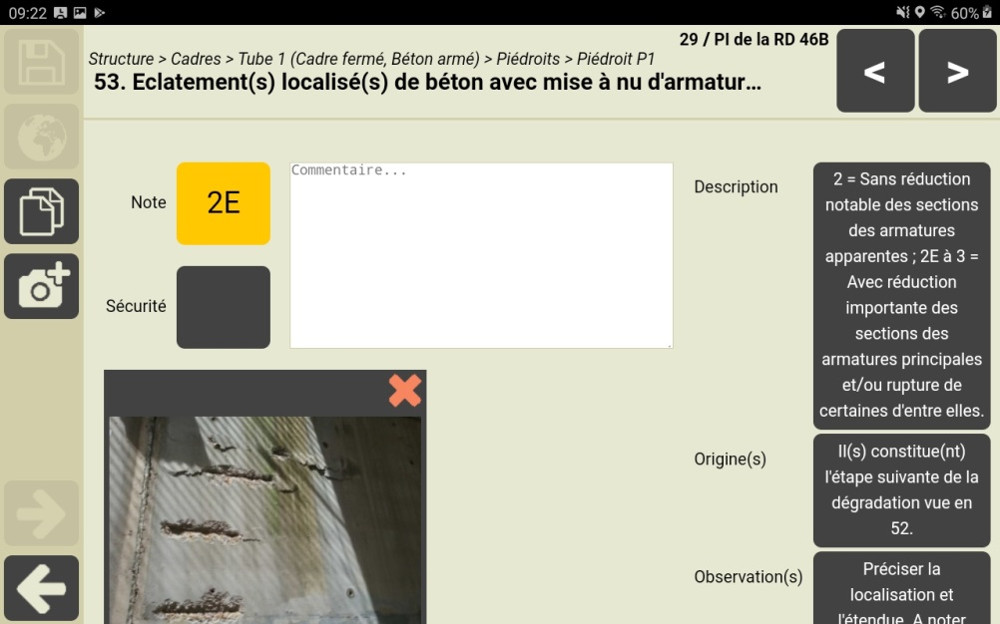 09:22
60%
29 / PI de la RD 46B
Structure > Cadres > Tube 1 (Cadre fermé, Béton armé) > Piédroits > Piédroit P1
53. Eclatement(s) localisé(s) de béton avec mise à nu d'armatur...
<
>
Note
2E
Commentaire...
Sécurité
Description
2 = Sans réduction
notable des sections
des armatures
apparentes ; 2E à 3 =
Avec réduction
importante des
sections des
armatures principales
et/ou rupture de
certaines d'entre elles.
Origine(s)
Il(s) constitue(nt)
l'étape suivante de la
dégradation vue en
52.
Observation(s)
Préciser la
localisation et
l'étendue. A noter